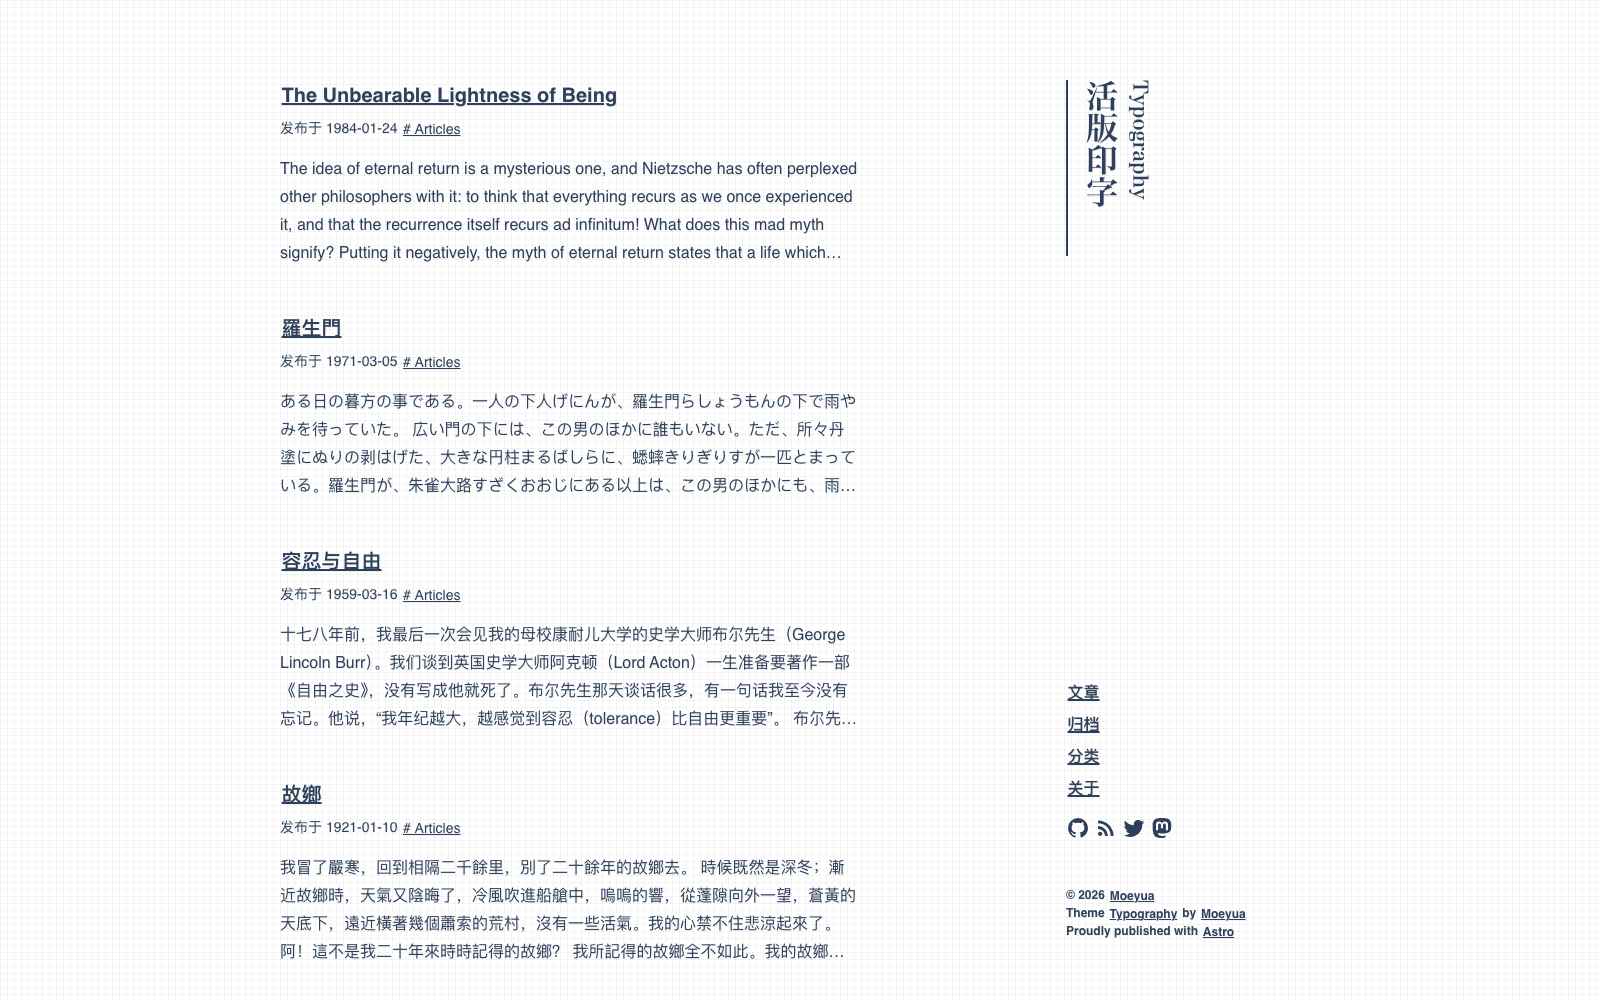 The Unbearable Lightness of Being
发布于 1984-01-24 # Articles
The idea of eternal return is a mysterious one, and Nietzsche has often perplexed
other philosophers with it: to think that everything recurs as we once experienced
it, and that the recurrence itself recurs ad infinitum! What does this mad myth
signify? Putting it negatively, the myth of eternal return states that a life which…
羅生門
发布于 1971-03-05 # Articles
ある日の暮方の事である。一人の下人げにんが、羅生門らしょうもんの下で雨や
みを待っていた。 広い門の下には、この男のほかに誰もいない。ただ、所々丹
塗にぬりの剥はげた、大きな円柱まるばしらに、蟋蟀きりぎりすが一匹とまって
いる。羅生門が、朱雀大路すざくおおじにある以上は、この男のほかにも、雨…
容忍与自由
发布于 1959-03-16 # Articles
十七八年前，我最后一次会见我的母校康耐儿大学的史学大师布尔先生（George
Lincoln Burr）。我们谈到英国史学大师阿克顿（Lord Acton）一生准备要著作一部
《自由之史》，没有写成他就死了。布尔先生那天谈话很多，有一句话我至今没有
忘记。他说，“我年纪越大，越感觉到容忍（tolerance）比自由更重要”。 布尔先…
故鄉
发布于 1921-01-10 # Articles
我冒了嚴寒，回到相隔二千餘里，別了二十餘年的故鄉去。 時候既然是深冬；漸
近故鄉時，天氣又陰晦了，冷風吹進船艙中，嗚嗚的響，從蓬隙向外一望，蒼黃的
天底下，遠近橫著幾個蕭索的荒村，沒有一些活氣。我的心禁不住悲涼起來了。
阿！這不是我二十年來時時記得的故鄉？ 我所記得的故鄉全不如此。我的故鄉…
Typography
活版印字
文章
归档
分类
关于
© 2026 Moeyua
Theme Typography by Moeyua
Proudly published with Astro